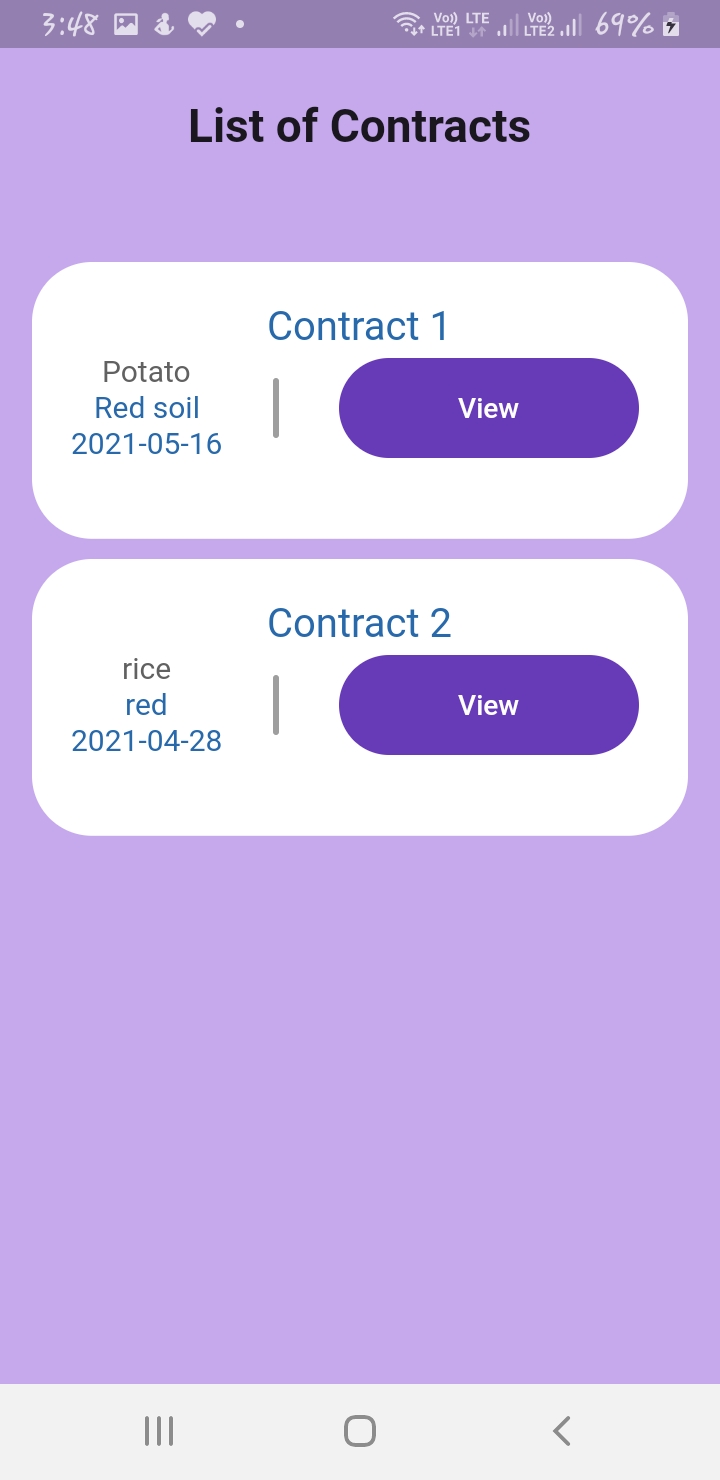 3:48 Vo)) LTE1 LTE Vo)) LTE2 69%
List of Contracts
Contract 1
Potato
Red soil
2021-05-16
View
Contract 2
rice
red
2021-04-28
View